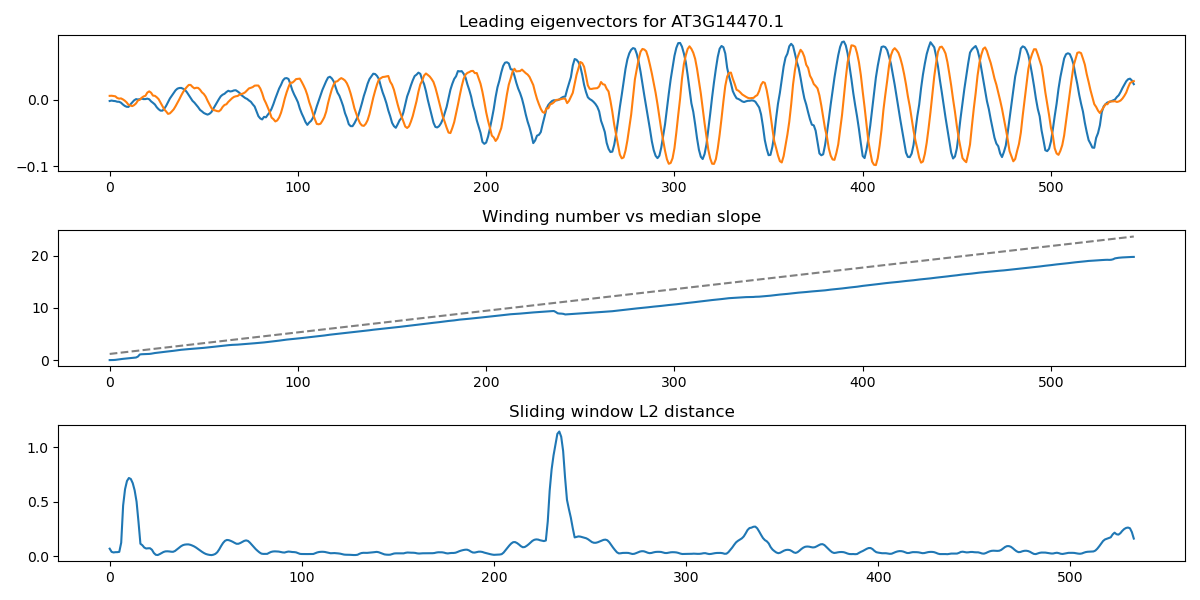 Leading eigenvectors for AT3G14470.1
0.0
−0.1
0 100 200 300 400 500
Winding number vs median slope
20
10
0
0 100 200 300 400 500
Sliding window L2 distance
1.0
0.5
0.0
0 100 200 300 400 500